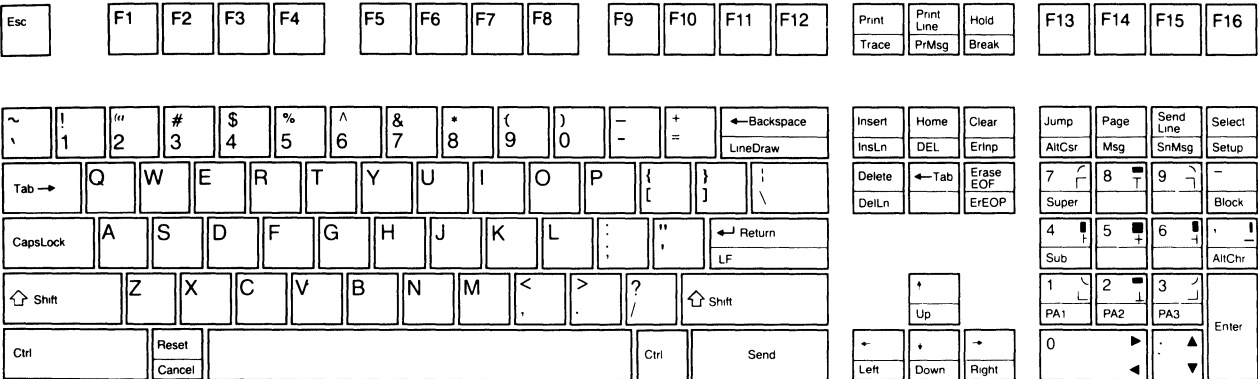 Esc F1 F2 F3 F4 F5 F6 F7 F8 F9 F10 F11 F12 Print Print Line Hold F13 F14 F15 F16
Trace PrMsg Break
~ ! "" # $ % ^ & * ( ) _ + ←Backspace Insert Home Clear Jump Page Send Line Select
` 1 2 3 4 5 6 7 8 9 0 - = LineDraw InsLn DEL ErInp AltCsr Msg SnMsg Setup
Tab → Q W E R T Y U I O P { } ¦ Delete ←Tab Erase EOF 7 8 9 -
[ ] \ DelLn ErEOP Super Block
CapsLock A S D F G H J K L : " ↵ Return 4 5 6 ,
; ' LF Sub AltChr
⇧ Shift Z X C V B N M < > ? ⇧ Shift ↑ 1 2 3 Enter
, . / Up PA1 PA2 PA3
Ctrl Reset Ctrl Send ← ↓ → 0 ► . ▲
Cancel Left Down Right ◄ ▼